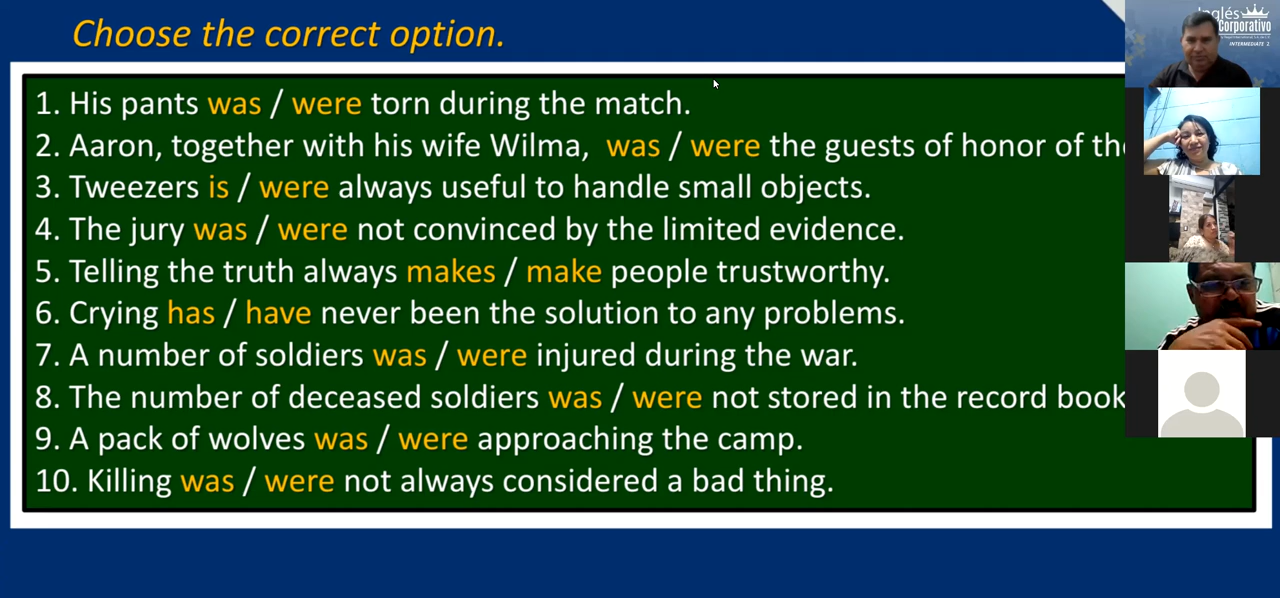 Choose the correct option.
Inglés
Corporativo
INTERMEDIATE 2
1. His pants was / were torn during the match.
2. Aaron, together with his wife Wilma, was / were the guests of honor of the
3. Tweezers is / were always useful to handle small objects.
4. The jury was / were not convinced by the limited evidence.
5. Telling the truth always makes / make people trustworthy.
6. Crying has / have never been the solution to any problems.
7. A number of soldiers was / were injured during the war.
8. The number of deceased soldiers was / were not stored in the record book
9. A pack of wolves was / were approaching the camp.
10. Killing was / were not always considered a bad thing.